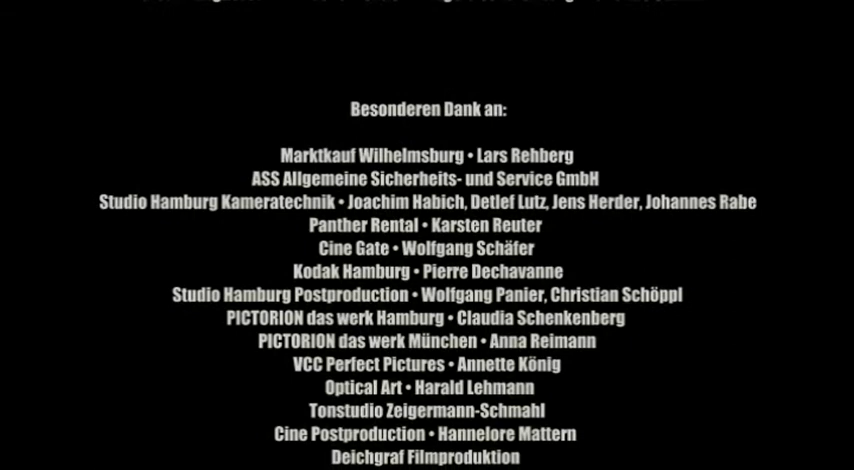 Besonderen Dank an:
Marktkauf Wilhelmsburg • Lars Rehberg
ASS Allgemeine Sicherheits- und Service GmbH
Studio Hamburg Kameratechnik • Joachim Habich, Detlef Lutz, Jens Herder, Johannes Rabe
Panther Rental • Karsten Reuter
Cine Gate • Wolfgang Schäfer
Kodak Hamburg • Pierre Dechavanne
Studio Hamburg Postproduction • Wolfgang Panier, Christian Schöppl
PICTORION das werk Hamburg • Claudia Schenkenberg
PICTORION das werk München • Anna Reimann
VCC Perfect Pictures • Annette König
Optical Art • Harald Lehmann
Tonstudio Zeigermann-Schmahl
Cine Postproduction • Hannelore Mattern
Deichgraf Filmproduktion